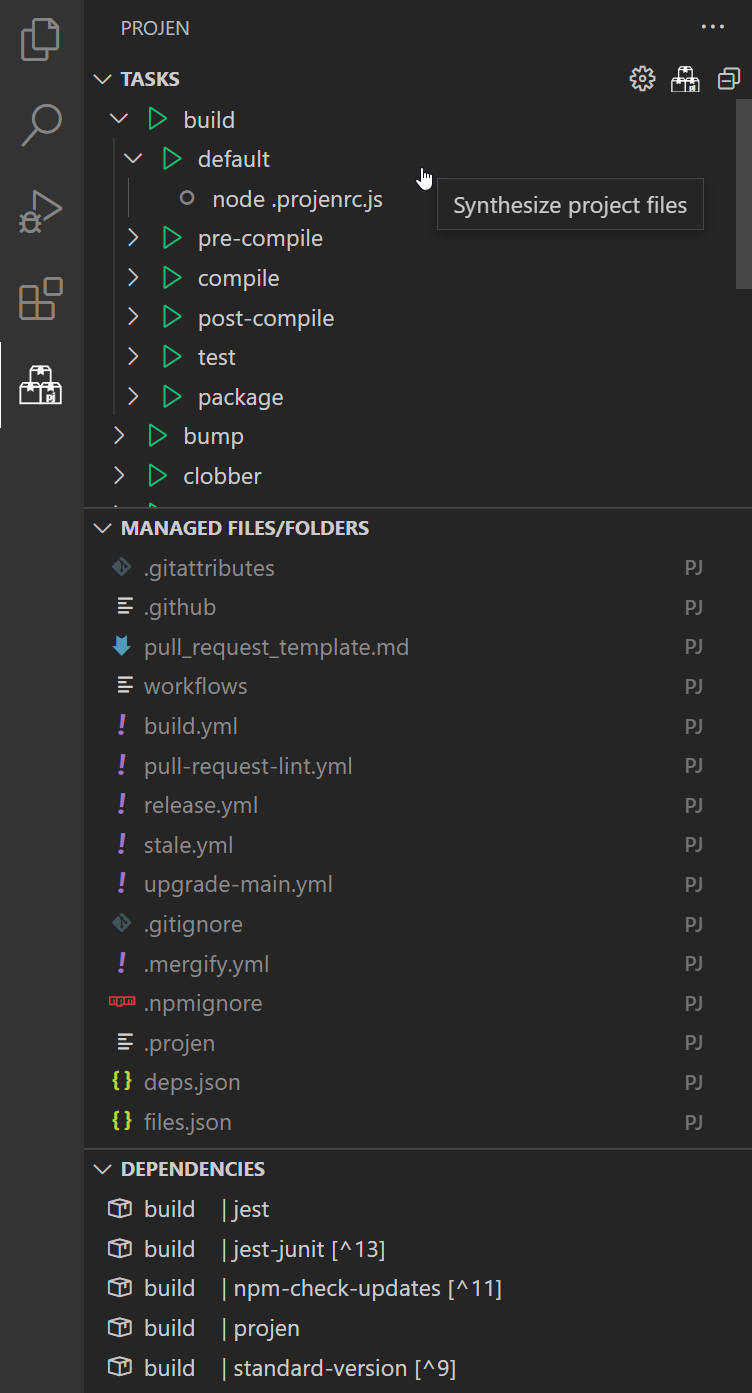 PROJEN
TASKS
build
default
node .projenrc.js
Synthesize project files
pre-compile
compile
post-compile
test
package
bump
clobber
MANAGED FILES/FOLDERS
.gitattributes PJ
.github PJ
pull_request_template.md PJ
workflows PJ
build.yml PJ
pull-request-lint.yml PJ
release.yml PJ
stale.yml PJ
upgrade-main.yml PJ
.gitignore PJ
.mergify.yml PJ
.npmignore PJ
.projen PJ
deps.json PJ
files.json PJ
DEPENDENCIES
build | jest
build | jest-junit [^13]
build | npm-check-updates [^11]
build | projen
build | standard-version [^9]